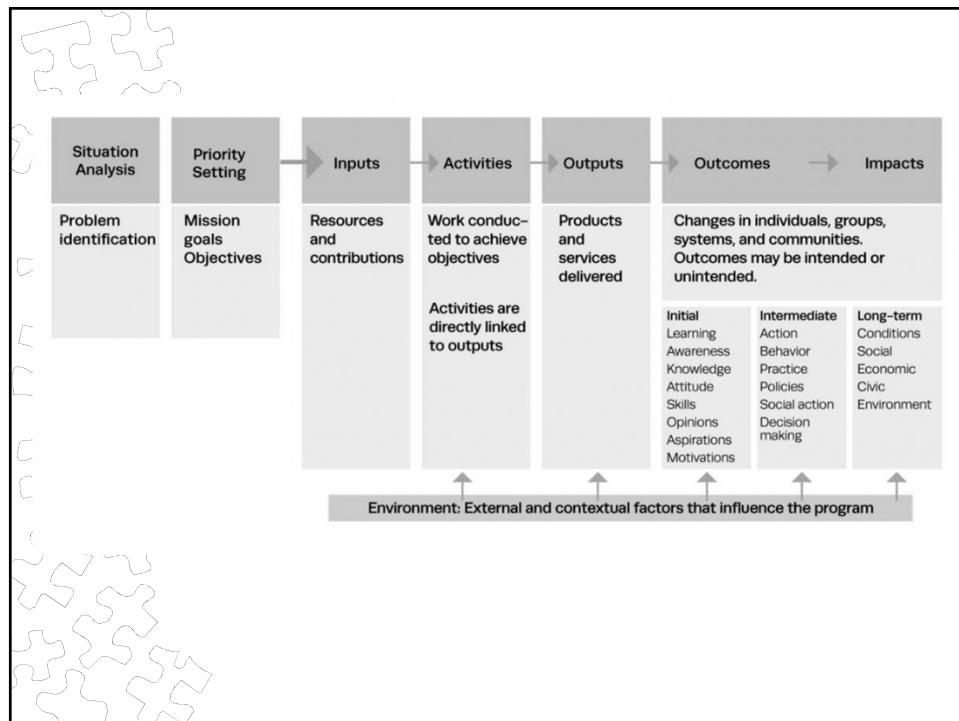 Situation
Analysis
Priority
Setting
Inputs
Activities
Outputs
Outcomes
Impacts
Problem
identification
Mission
goals
Objectives
Resources
and
contributions
Work conduc-
ted to achieve
objectives
Activities are
directly linked
to outputs
Products
and
services
delivered
Changes in individuals, groups,
systems, and communities.
Outcomes may be intended or
unintended.
Initial
Learning
Awareness
Knowledge
Attitude
Skills
Opinions
Aspirations
Motivations
Intermediate
Action
Behavior
Practice
Policies
Social action
Decision
making
Long-term
Conditions
Social
Economic
Civic
Environment
Environment: External and contextual factors that influence the program